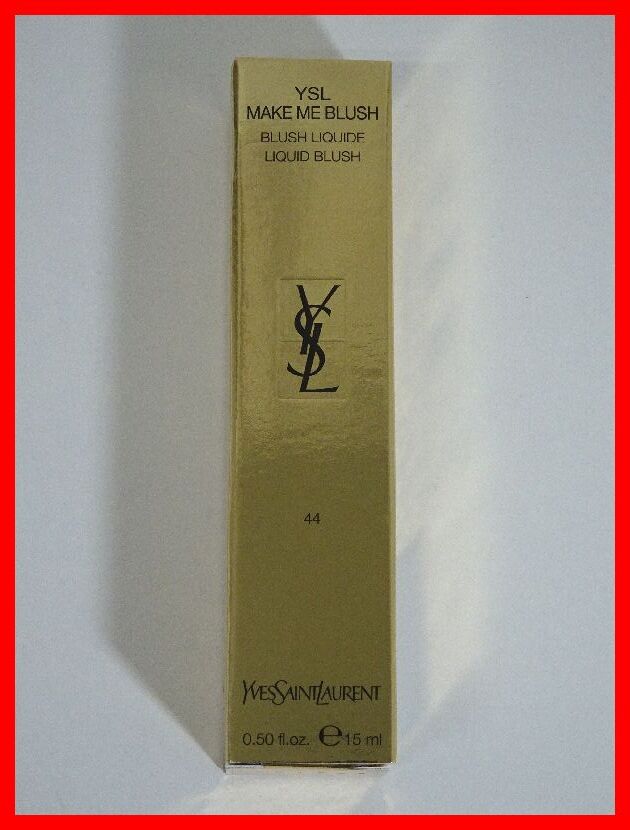 YSL
MAKE ME BLUSH
BLUSH LIQUIDE
LIQUID BLUSH
YSL
44
YVESSAINTLAURENT
0.50 fl.oz. ℮ 15 ml